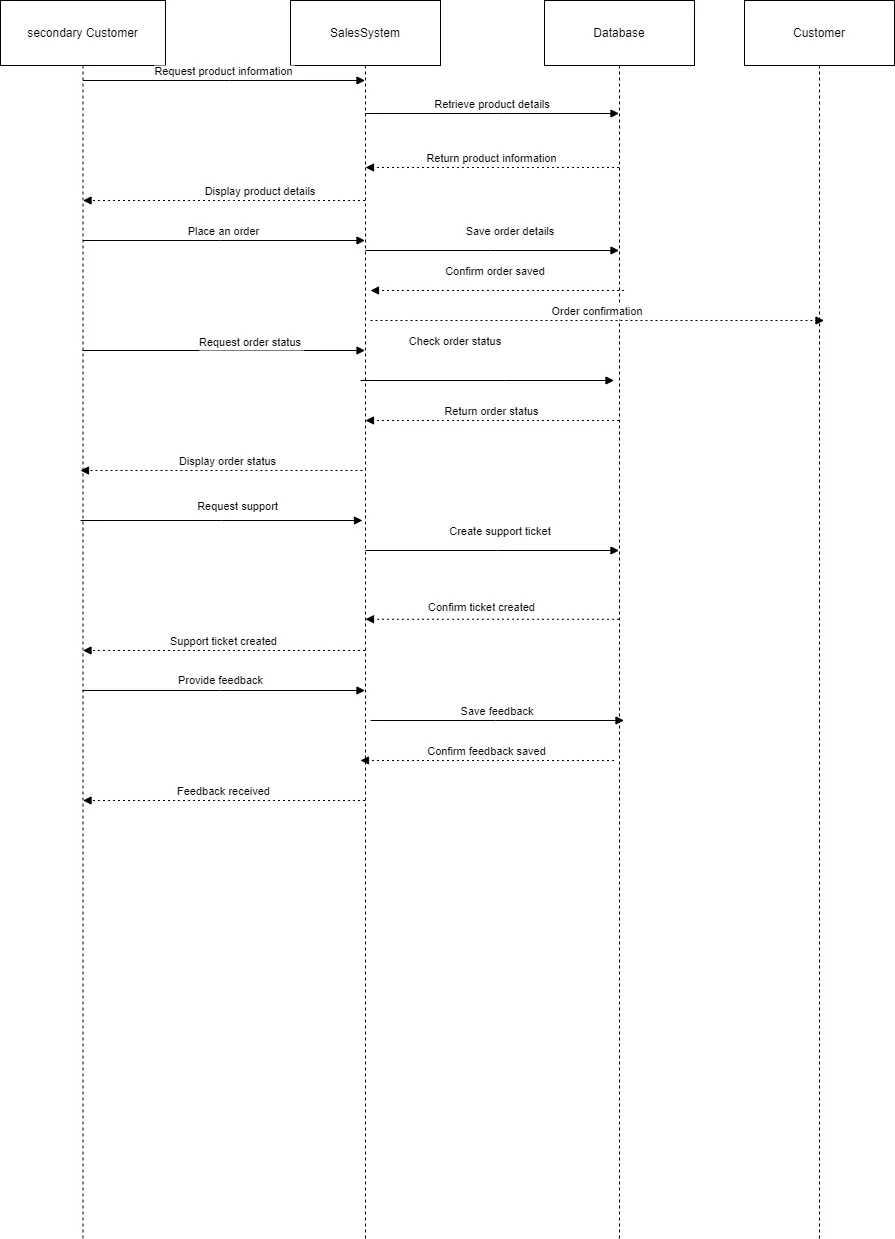 secondary Customer
SalesSystem
Database
Customer
Request product information
Retrieve product details
Return product information
Display product details
Place an order
Save order details
Confirm order saved
Order confirmation
Request order status
Check order status
Return order status
Display order status
Request support
Create support ticket
Confirm ticket created
Support ticket created
Provide feedback
Save feedback
Confirm feedback saved
Feedback received